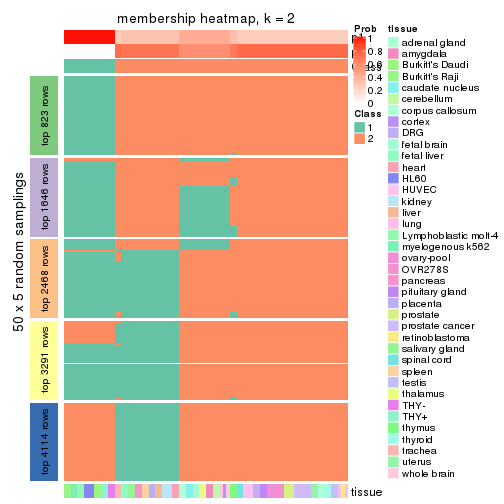 membership heatmap, k = 2
50 x 5 random samplings
top 823 rows
top 1646 rows
top 2468 rows
top 3291 rows
top 4114 rows
tissue
Prob
1
0.8
0.6
0.4
0.2
0
Class
1
2
tissue
adrenal gland
amygdala
Burkitt's Daudi
Burkitt's Raji
caudate nucleus
cerebellum
corpus callosum
cortex
DRG
fetal brain
fetal liver
heart
HL60
HUVEC
kidney
liver
lung
Lymphoblastic molt-4
myelogenous k562
ovary-pool
OVR278S
pancreas
pituitary gland
placenta
prostate
prostate cancer
retinoblastoma
salivary gland
spinal cord
spleen
testis
thalamus
THY-
THY+
thymus
thyroid
trachea
uterus
whole brain